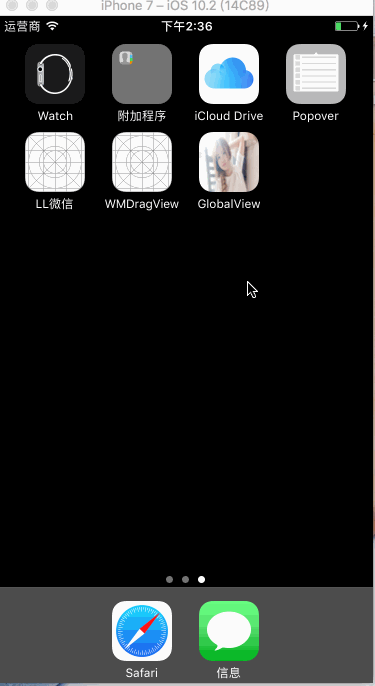 iPhone 7 – iOS 10.2 (14C89)
运营商 下午2:36
Watch 附加程序 iCloud Drive Popover
LL微信 WMDragView GlobalView
Safari 信息